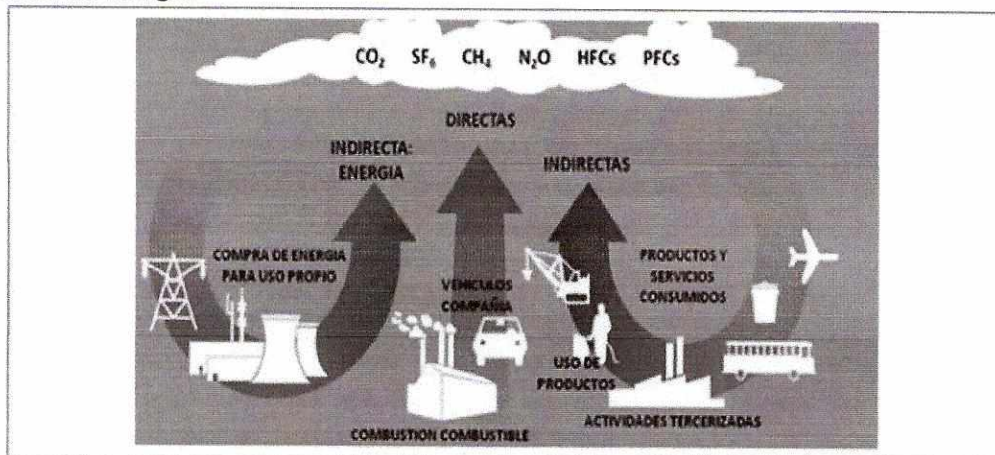 CO₂ SF₆ CH₄ N₂O HFCs PFCs
DIRECTAS
INDIRECTA:
ENERGIA
INDIRECTAS
COMPRA DE ENERGIA
PARA USO PROPIO
VEHICULOS
COMPAÑIA
PRODUCTOS Y
SERVICIOS
CONSUMIDOS
USO DE
PRODUCTOS
COMBUSTION COMBUSTIBLE
ACTIVIDADES TERCERIZADAS